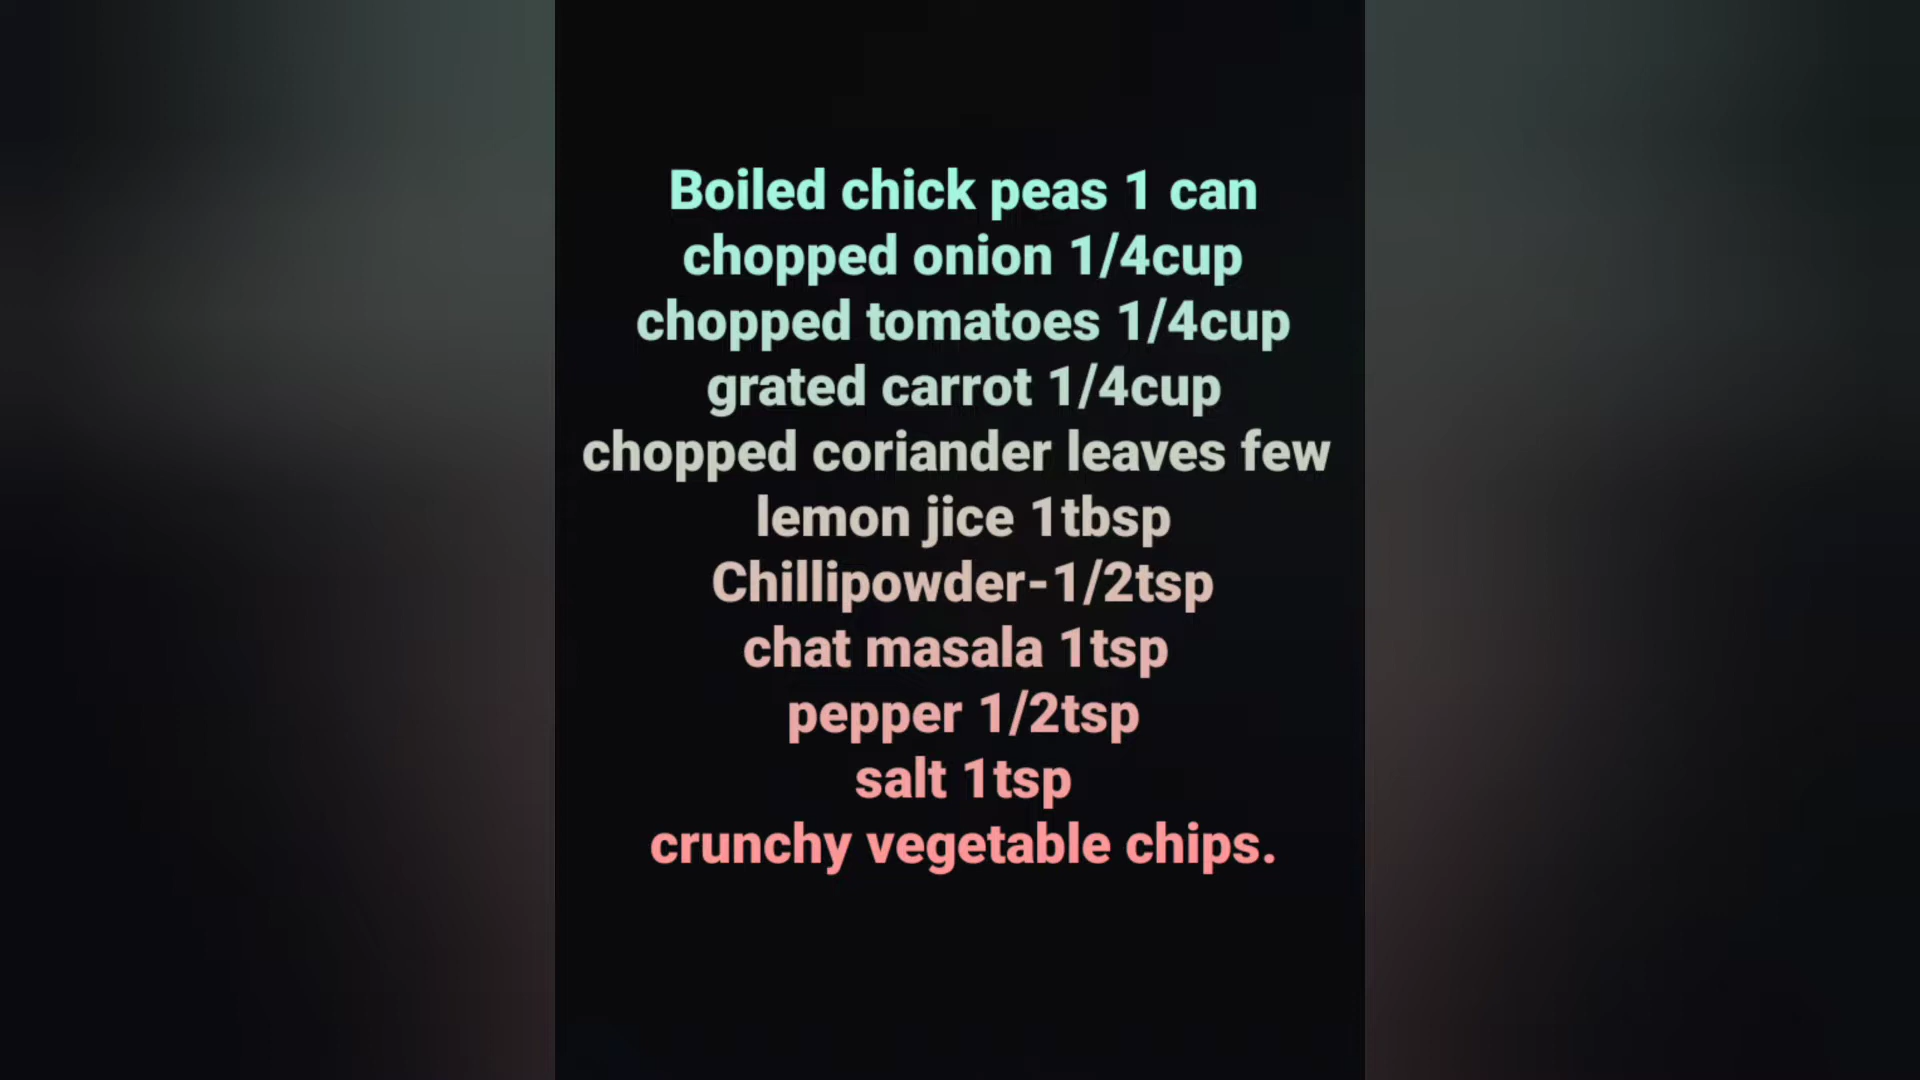 Boiled chick peas 1 can
chopped onion 1/4cup
chopped tomatoes 1/4cup
grated carrot 1/4cup
chopped coriander leaves few
lemon jice 1tbsp
Chillipowder-1/2tsp
chat masala 1tsp
pepper 1/2tsp
salt 1tsp
crunchy vegetable chips.